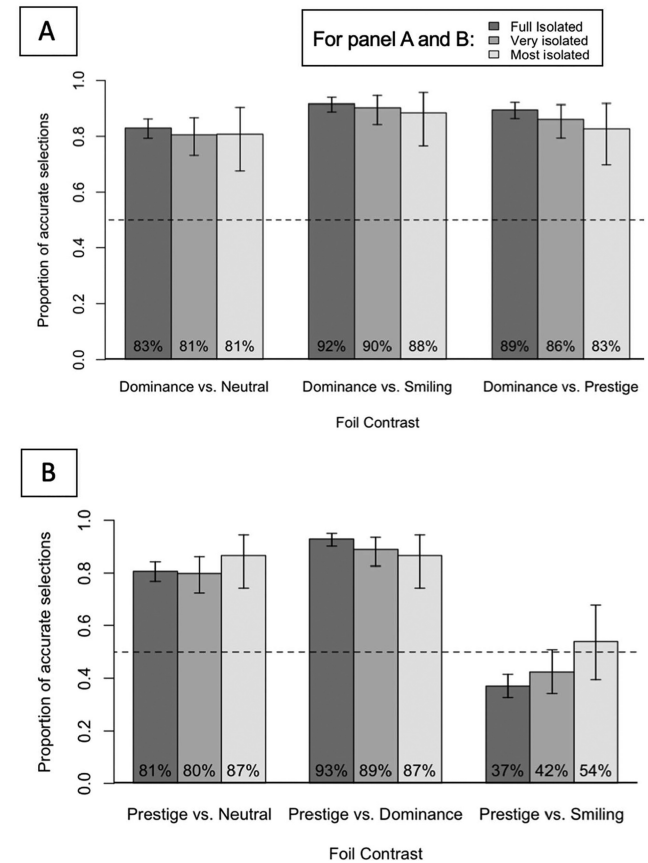 A
For panel A and B:
Full Isolated
Very isolated
Most isolated
Proportion of accurate selections
1.0
0.8
0.6
0.4
0.2
0.0
83% 81% 81% 92% 90% 88% 89% 86% 83%
Dominance vs. Neutral Dominance vs. Smiling Dominance vs. Prestige
Foil Contrast
B
Proportion of accurate selections
1.0
0.8
0.6
0.4
0.2
0.0
81% 80% 87% 93% 89% 87% 37% 42% 54%
Prestige vs. Neutral Prestige vs. Dominance Prestige vs. Smiling
Foil Contrast